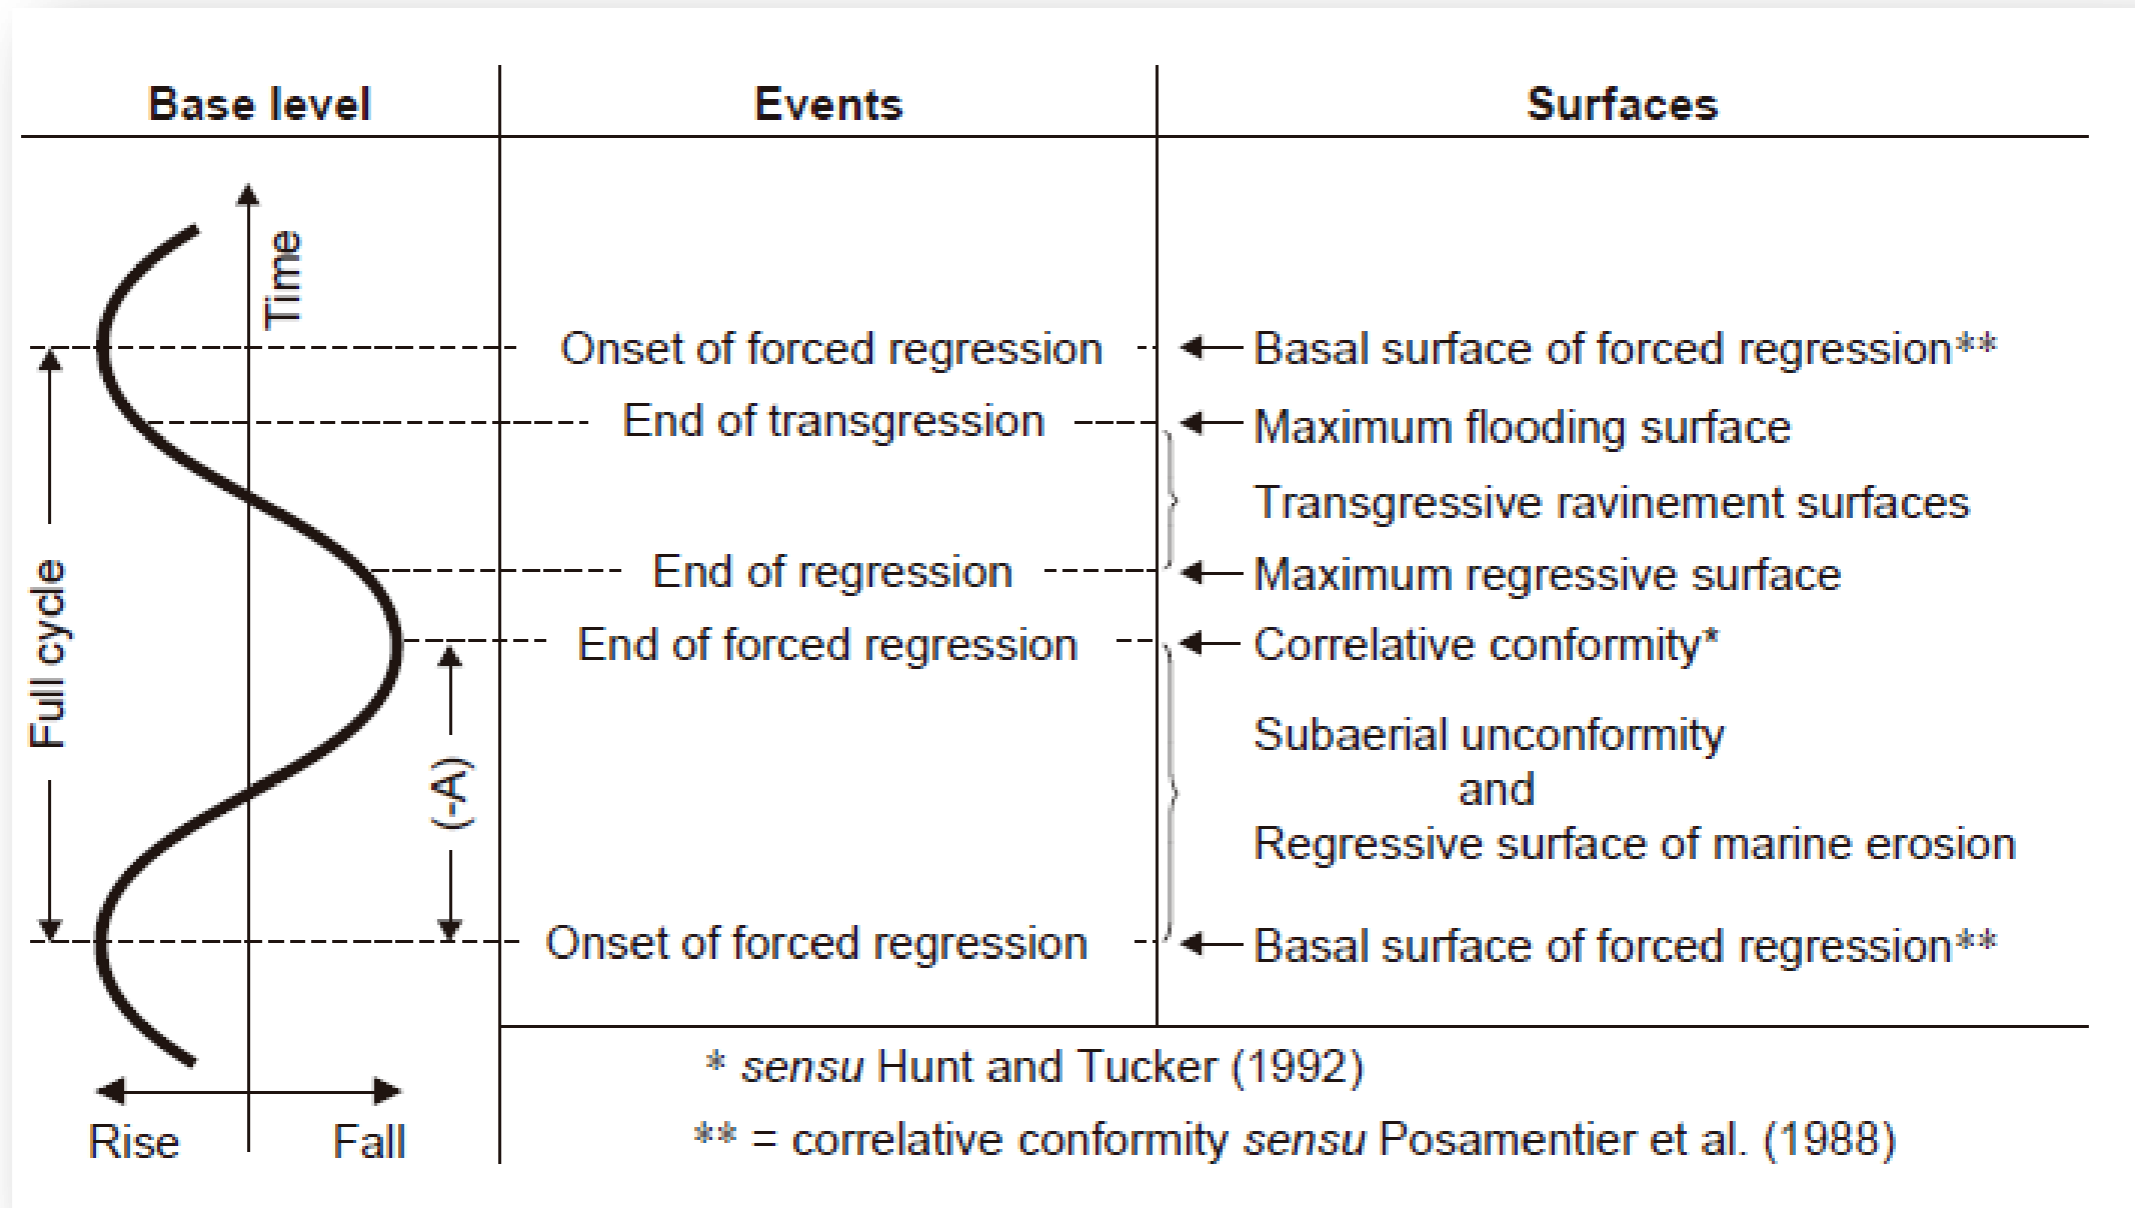 Base level
Events
Surfaces
Time
Full cycle
(-A)
Rise
Fall
Onset of forced regression
Basal surface of forced regression**
End of transgression
Maximum flooding surface
Transgressive ravinement surfaces
End of regression
Maximum regressive surface
End of forced regression
Correlative conformity*
Subaerial unconformity
and
Regressive surface of marine erosion
Onset of forced regression
Basal surface of forced regression**
* sensu Hunt and Tucker (1992)
** = correlative conformity sensu Posamentier et al. (1988)